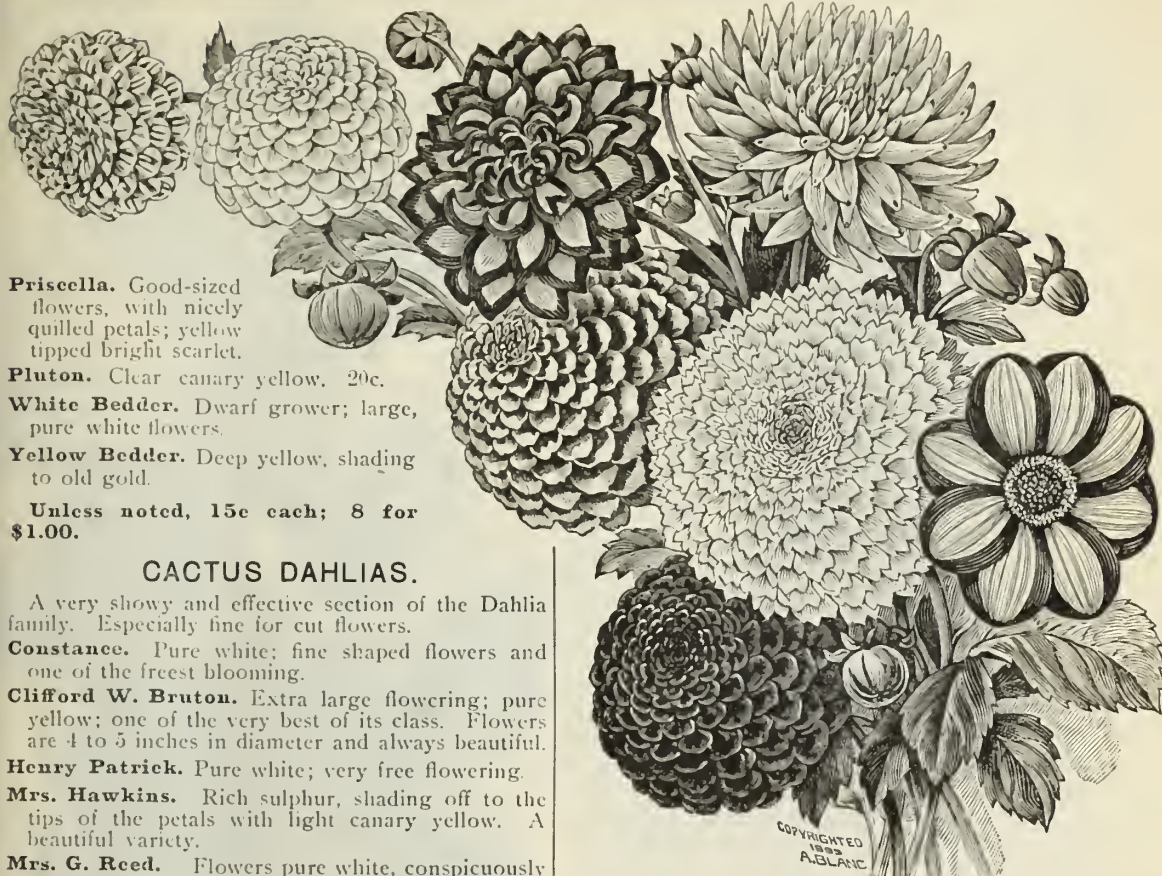 Priscella. Good-sized
flowers, with nicely
quilled petals; yellow
tipped bright scarlet.
Pluton. Clear canary yellow. 20c.
White Bedder. Dwarf grower; large,
pure white flowers.
Yellow Bedder. Deep yellow, shading
to old gold.
Unless noted, 15c each; 8 for
$1.00.
CACTUS DAHLIAS.
A very showy and effective section of the Dahlia
family. Especially fine for cut flowers.
Constance. Pure white; fine shaped flowers and
one of the freest blooming.
Clifford W. Bruton. Extra large flowering; pure
yellow; one of the very best of its class. Flowers
are 4 to 5 inches in diameter and always beautiful.
Henry Patrick. Pure white; very free flowering.
Mrs. Hawkins. Rich sulphur, shading off to the
tips of the petals with light canary yellow. A
beautiful variety.
Mrs. G. Reed. Flowers pure white, conspicuously
COPYRIGHTED
A.BLANC